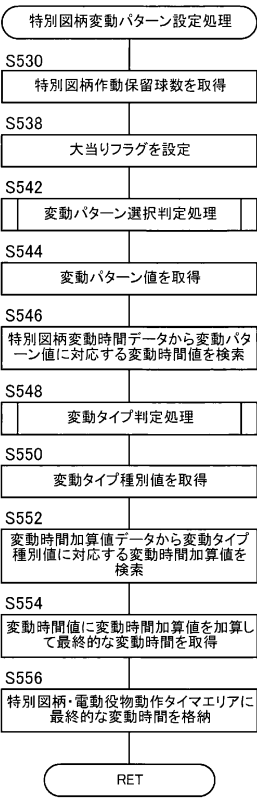 特別図柄変動パターン設定処理
S530
特別図柄作動保留球数を取得
S538
大当りフラグを設定
S542
変動パターン選択判定処理
S544
変動パターン値を取得
S546
特別図柄変動時間データから変動パタ
ーン値に対応する変動時間値を検索
S548
変動タイプ判定処理
S550
変動タイプ種別値を取得
S552
変動時間加算値データから変動タイプ
種別値に対応する変動時間加算値を
検索
S554
変動時間値に変動時間加算値を加算し
て最終的な変動時間を取得
S556
特別図柄・電動役物動作タイマエリアに
最終的な変動時間を格納
RET